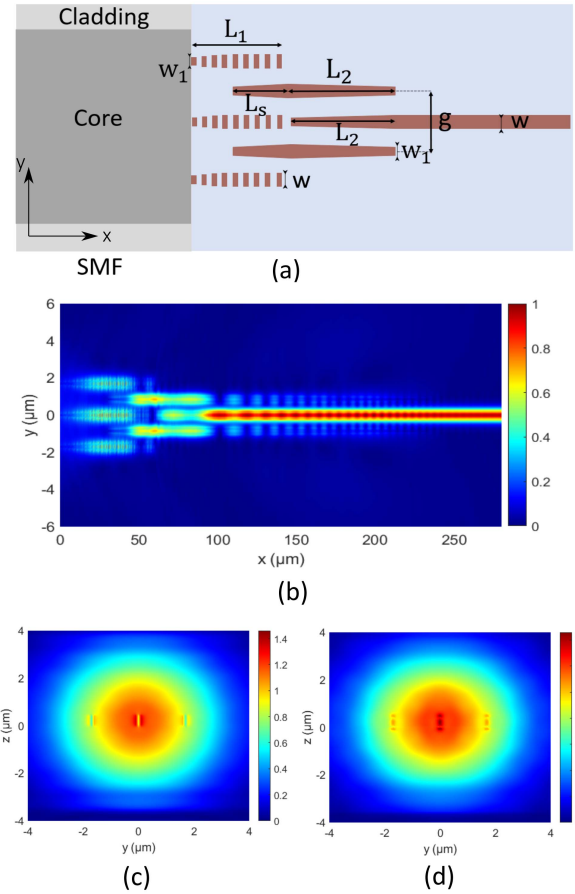 Cladding
L₁
w₁
L₂
Lₛ
Core
g
w
L₂
w₁
y
w
x
SMF
(a)
6
4
2
0
-2
-4
-6
y (µm)
0
50
100
150
200
250
x (µm)
1
0.8
0.6
0.4
0.2
0
(b)
4
2
0
-2
-4
z (µm)
-4
0
4
y (µm)
1.4
1.2
1
0.8
0.6
0.4
0.2
0
(c)
4
2
0
-2
-4
z (µm)
-4
-2
0
2
4
y (µm)
(d)